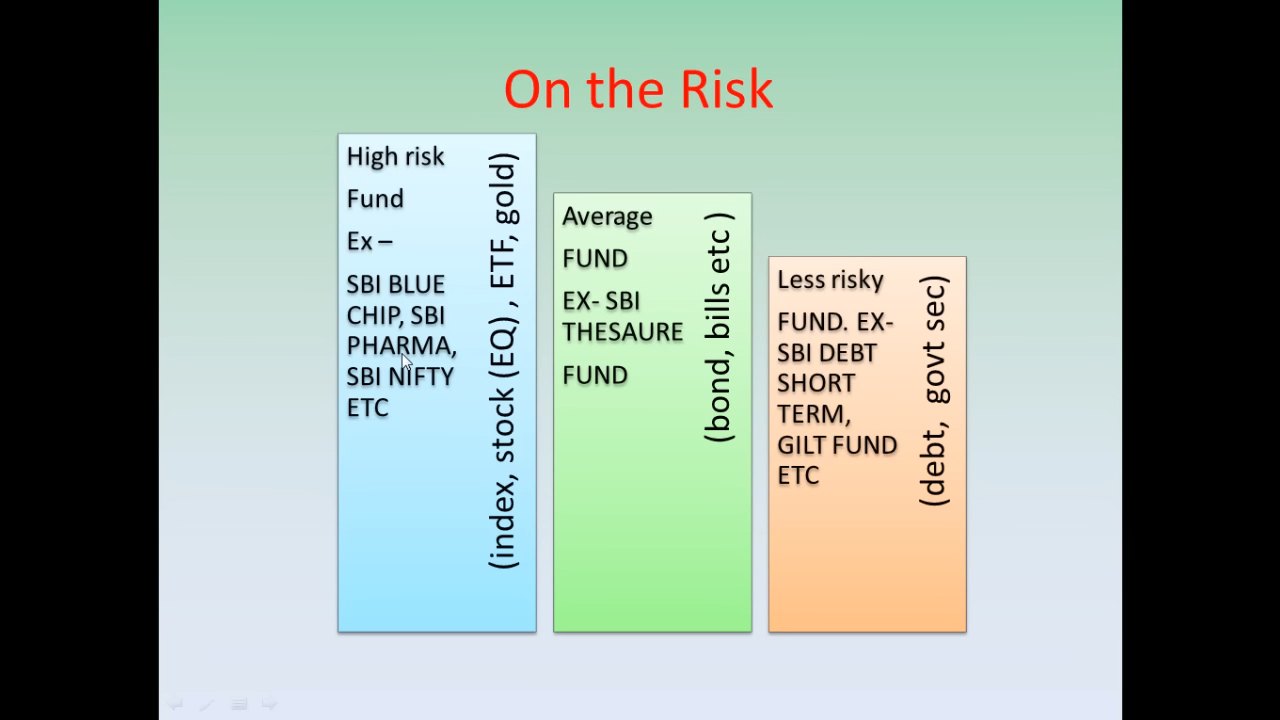 On the Risk
High risk
Fund
Ex –
SBI BLUE
CHIP, SBI
PHARMA,
SBI NIFTY
ETC
(index, stock (EQ) , ETF, gold)
Average
FUND
EX- SBI
THESAURE
FUND
(bond, bills etc )
Less risky
FUND. EX-
SBI DEBT
SHORT
TERM,
GILT FUND
ETC
(debt, govt sec)